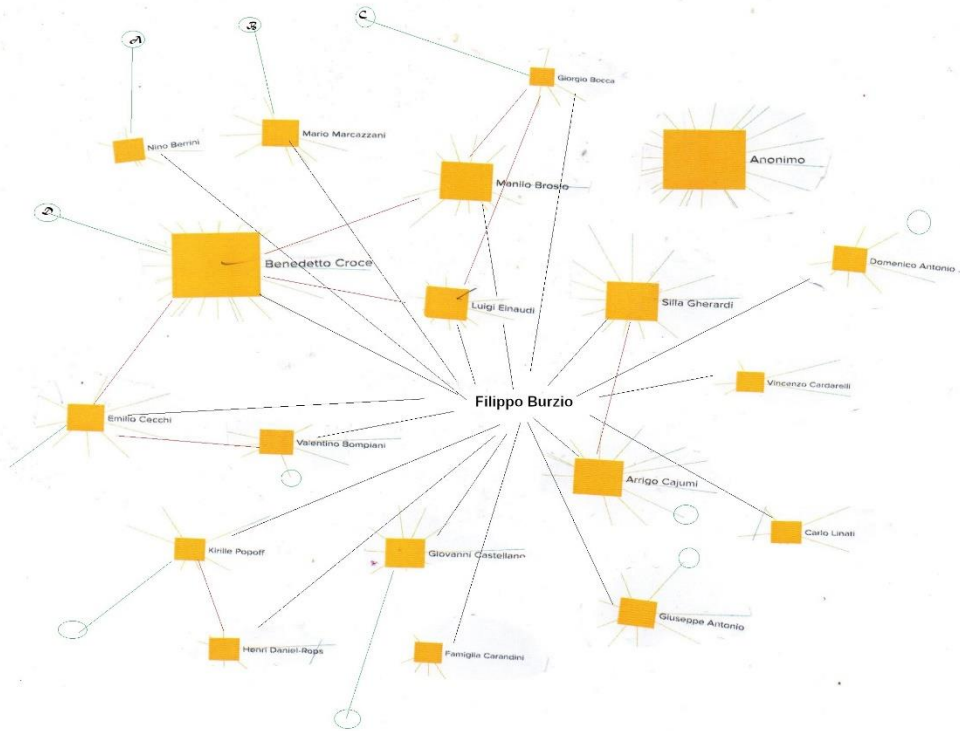 C
B
A
Giorgio Bocca
Mario Marcazzani
Nino Berrini
Anonimo
Manlio Brosio
D
Benedetto Croce
Domenico Antonio
Luigi Einaudi
Silla Gherardi
Vincenzo Cardarelli
Filippo Burzio
Emilio Cecchi
Valentino Bompiani
Arrigo Cajumi
Carlo Linati
Kirille Popoff
Giovanni Castellano
Giuseppe Antonio
Henri Daniel-Rops
Famiglia Carandini